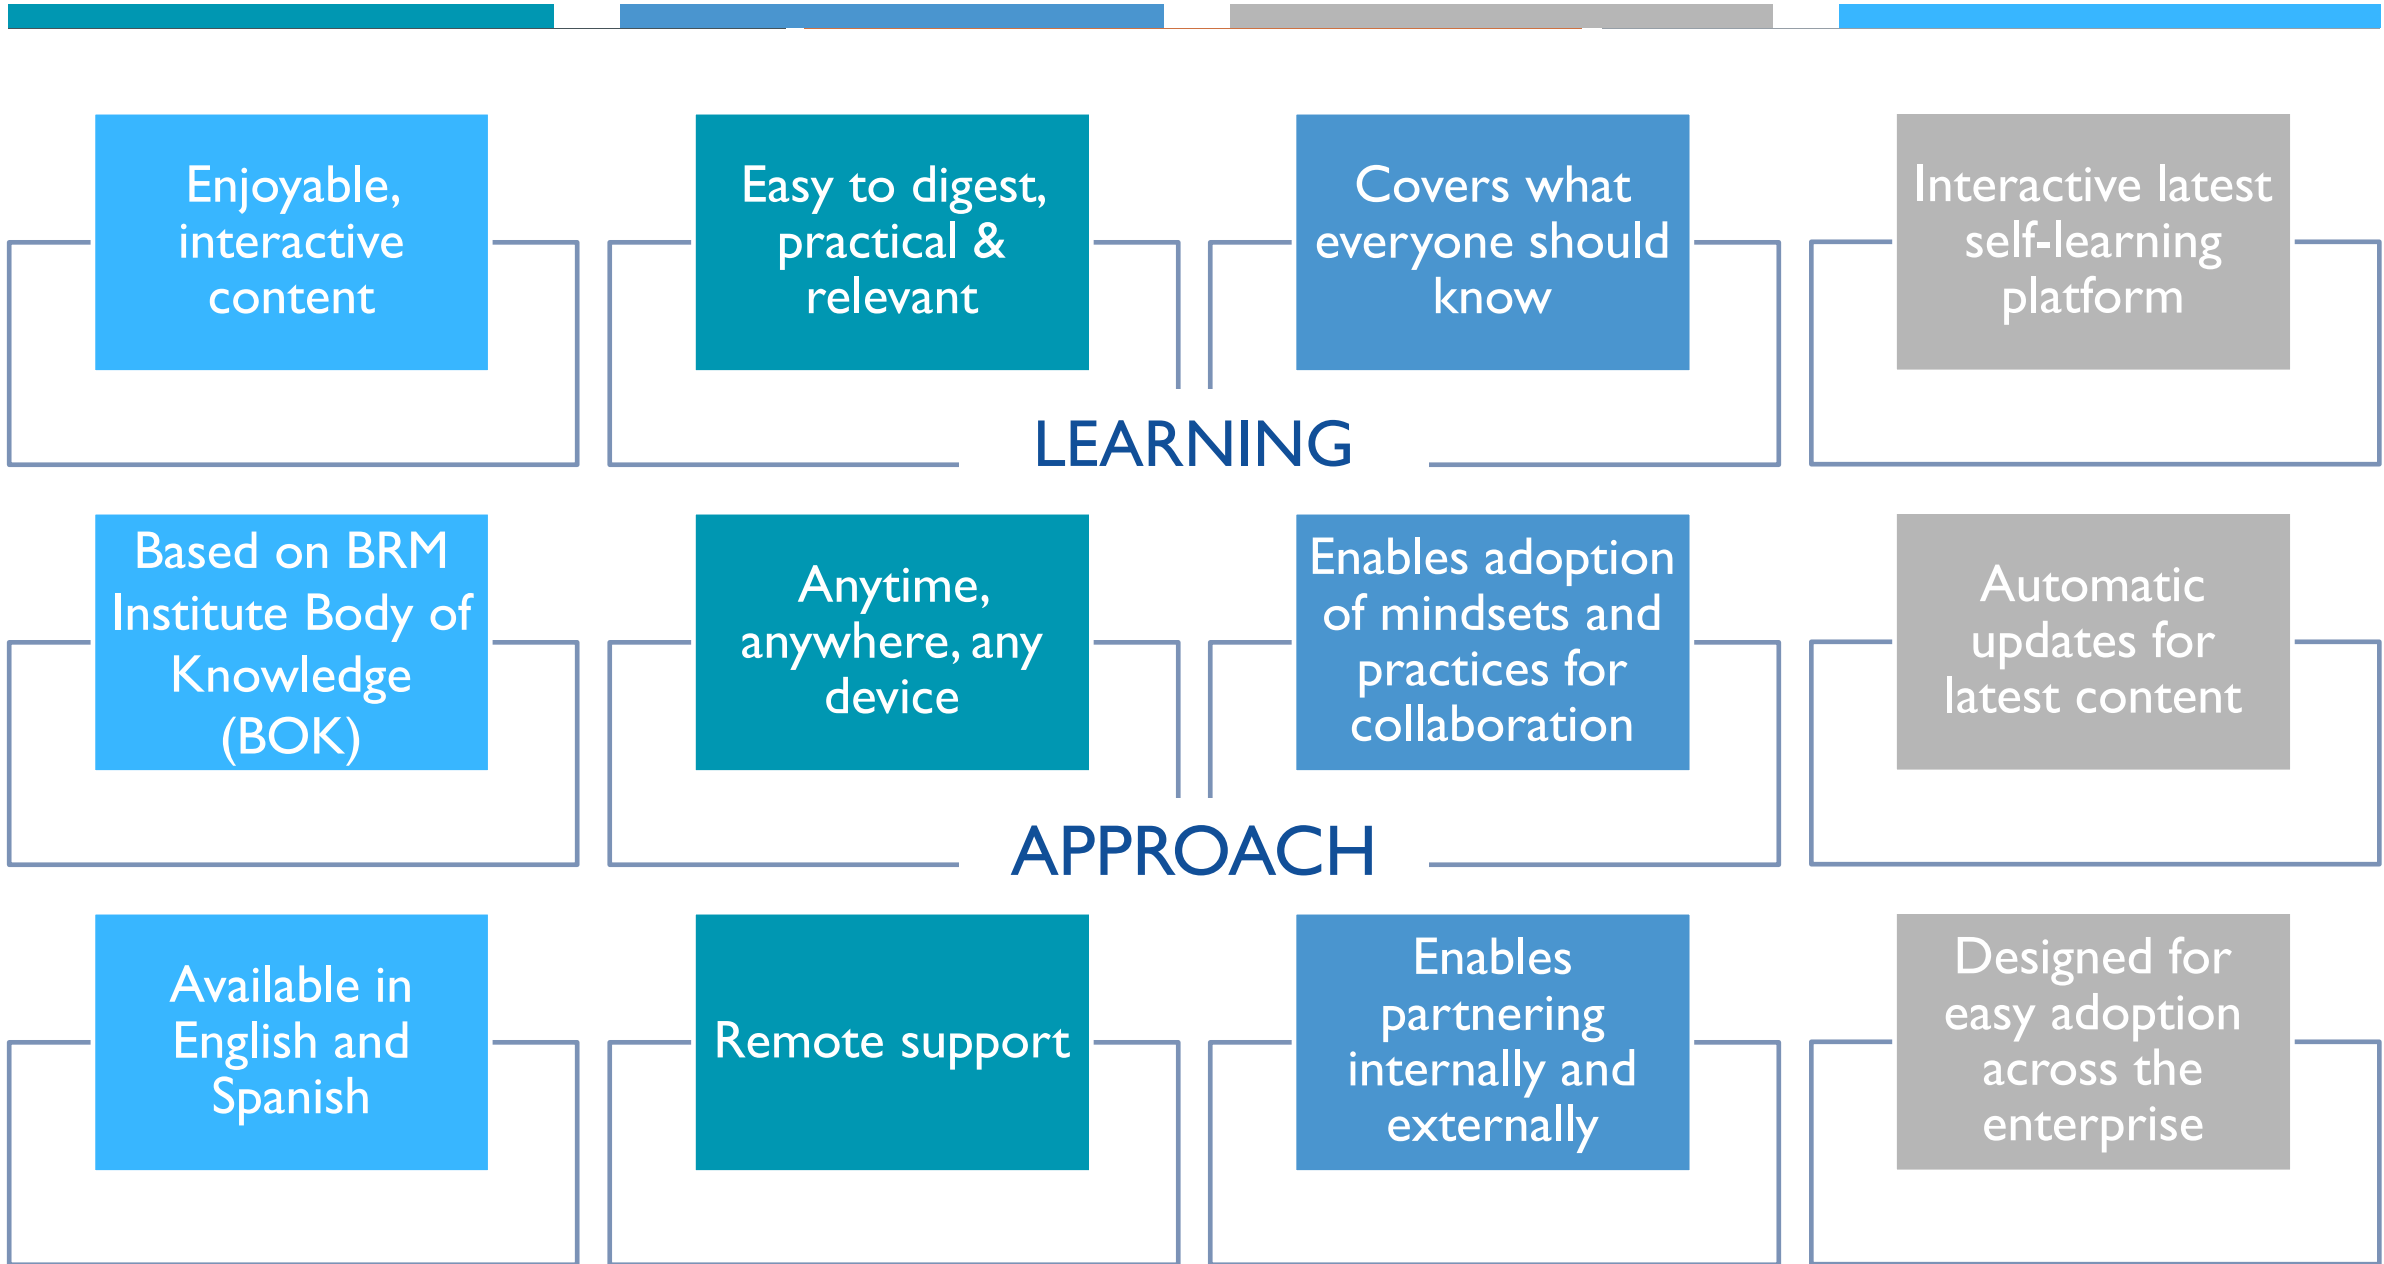 Enjoyable,
interactive
content
Easy to digest,
practical &
relevant
Covers what
everyone should
know
Interactive latest
self-learning
platform
LEARNING
Based on BRM
Institute Body of
Knowledge
(BOK)
Anytime,
anywhere, any
device
Enables adoption
of mindsets and
practices for
collaboration
Automatic
updates for
latest content
APPROACH
Available in
English and
Spanish
Remote support
Enables
partnering
internally and
externally
Designed for
easy adoption
across the
enterprise